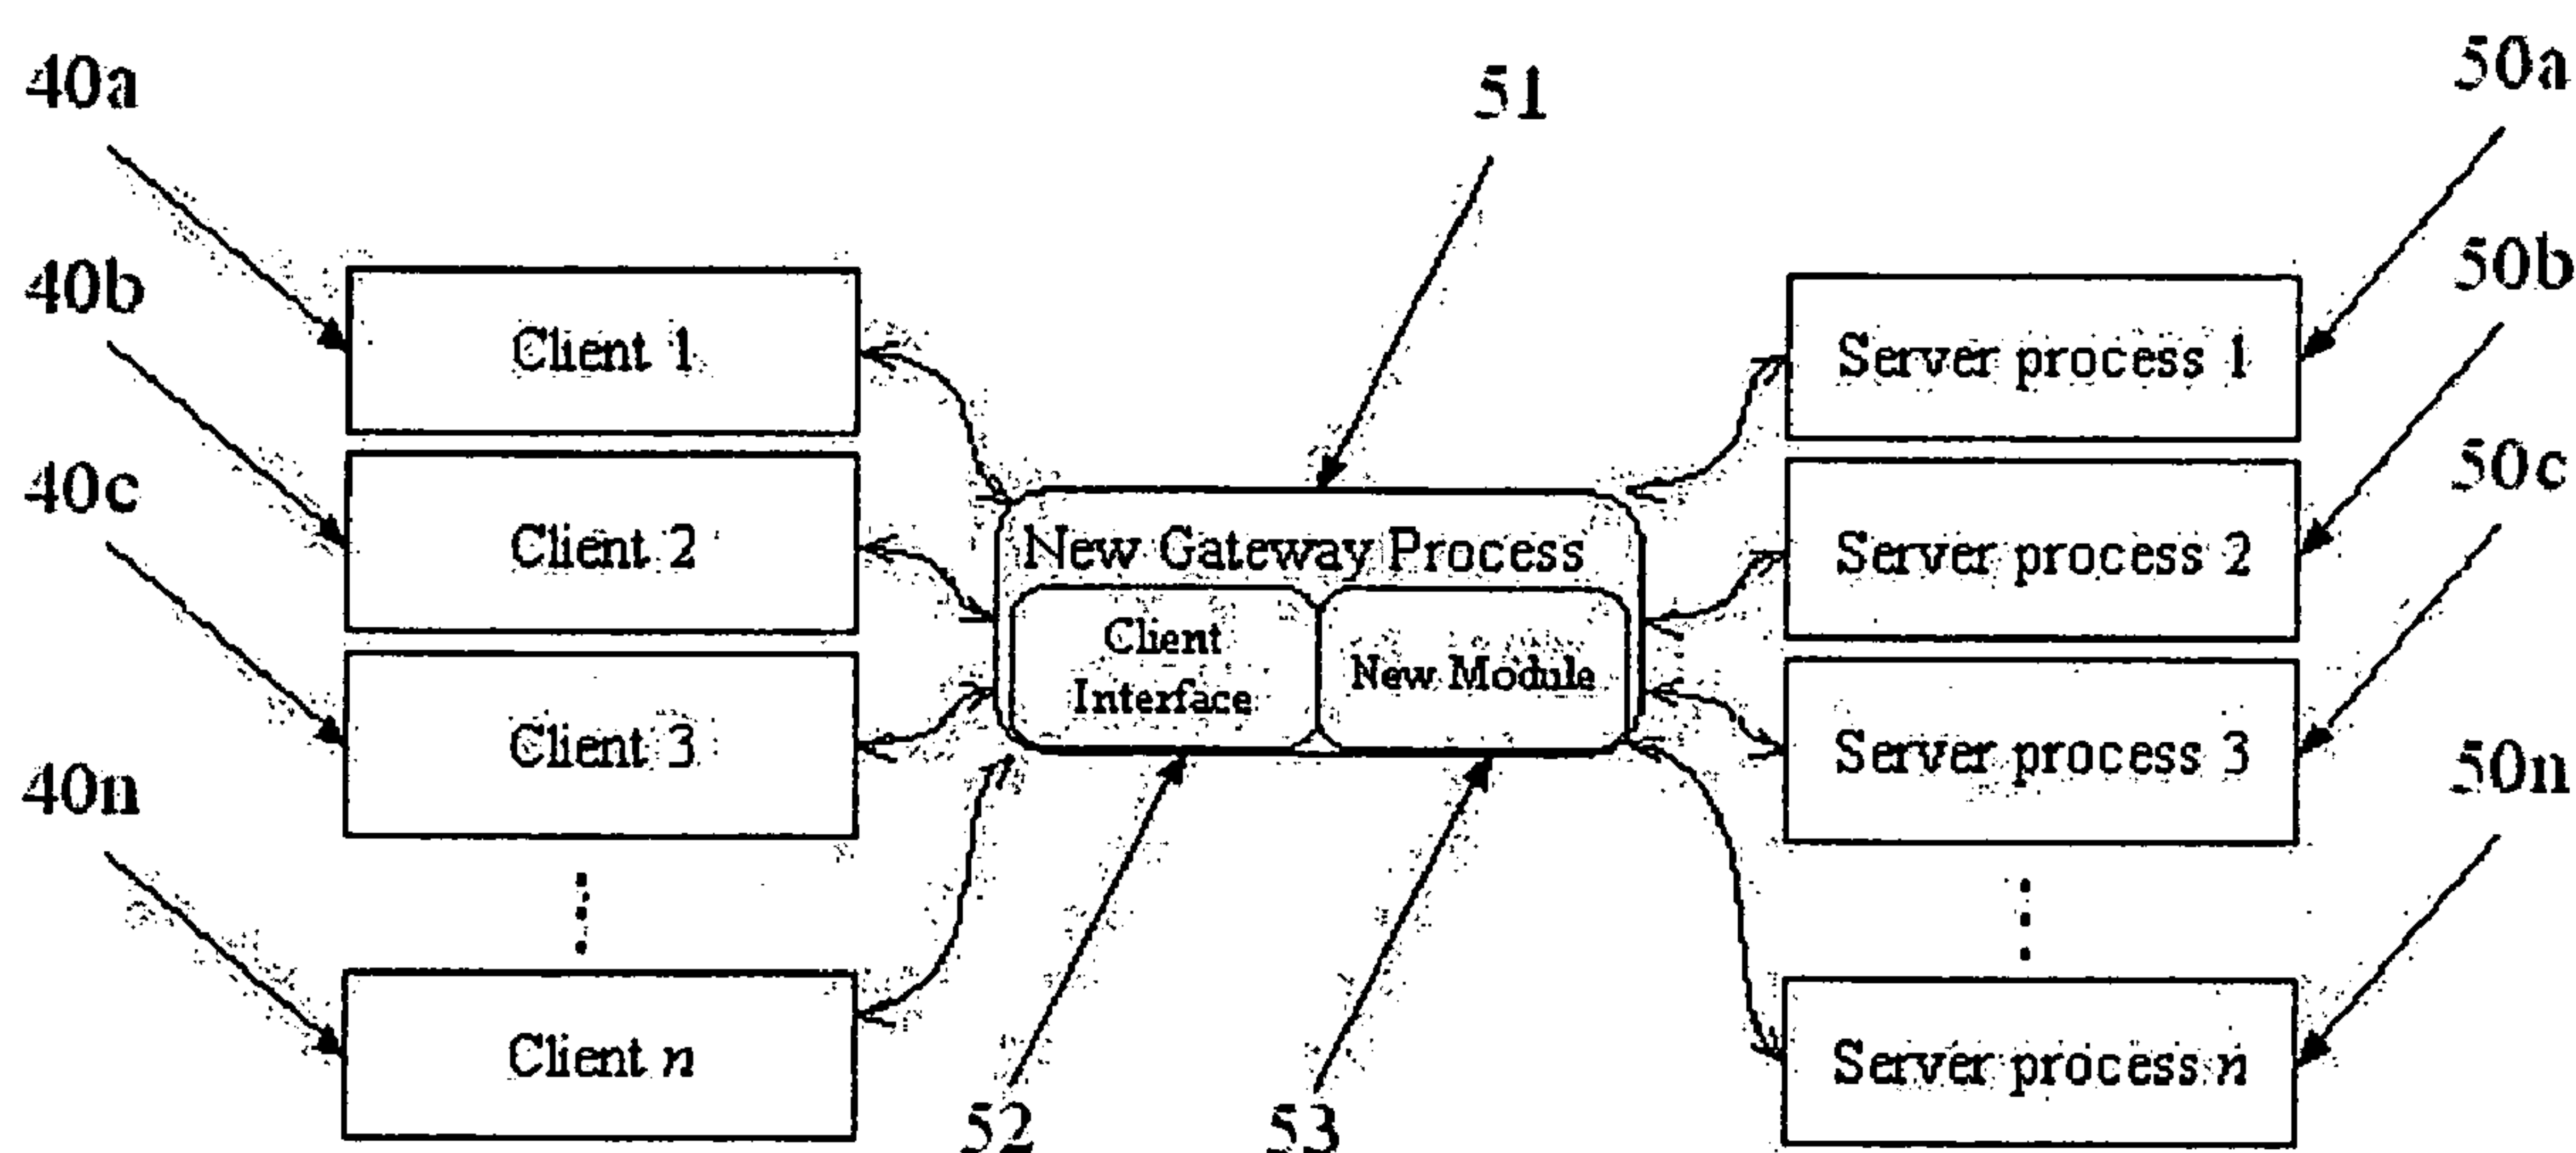 40a
51
50a
40b
50b
Client 1
Server process 1
40c
50c
Client 2
New Gateway Process
Server process 2
Client
Interface
New Module
Client 3
Server process 3
40n
50n
Client n
Server process n
52
53